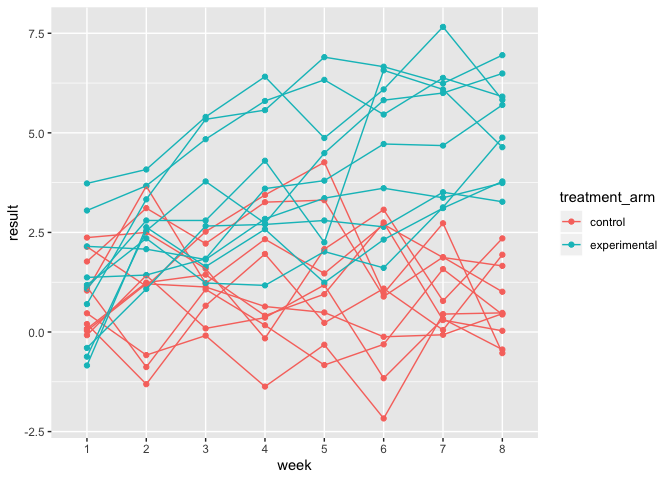 7.5
5.0
2.5
0.0
-2.5
result
1 2 3 4 5 6 7 8
week
treatment_arm
control
experimental